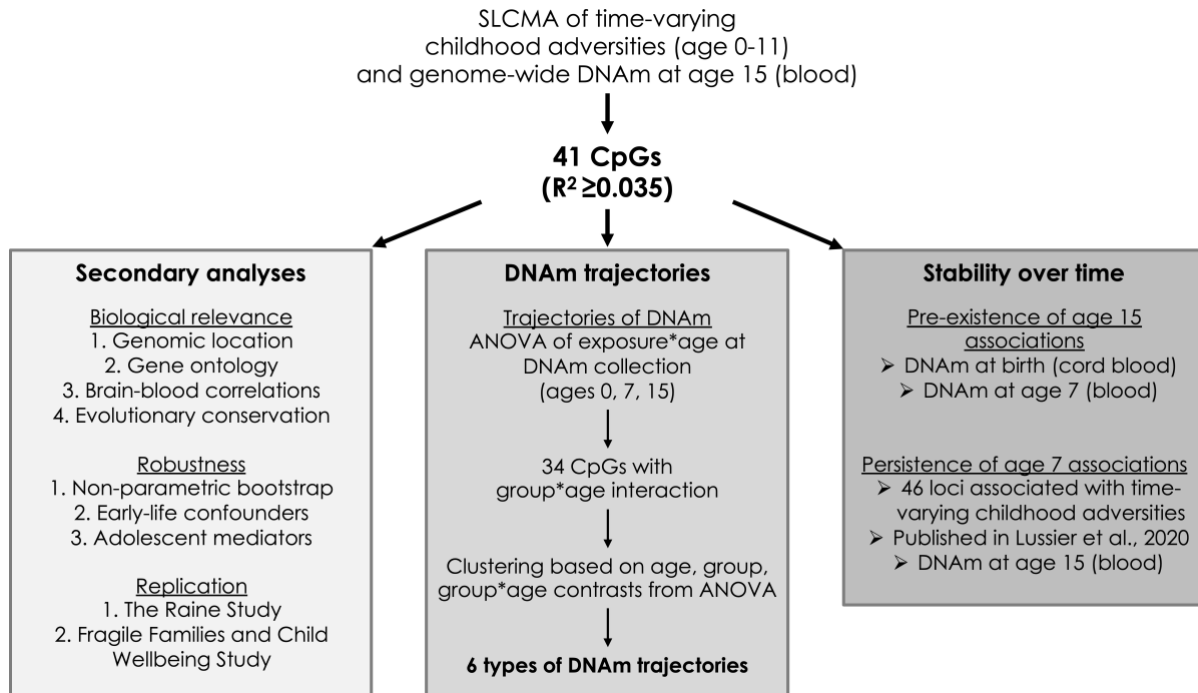 SLCMA of time-varying
childhood adversities (age 0-11)
and genome-wide DNAm at age 15 (blood)
41 CpGs
(R² ≥0.035)
Secondary analyses
Biological relevance
1. Genomic location
2. Gene ontology
3. Brain-blood correlations
4. Evolutionary conservation
Robustness
1. Non-parametric bootstrap
2. Early-life confounders
3. Adolescent mediators
Replication
1. The Raine Study
2. Fragile Families and Child
Wellbeing Study
DNAm trajectories
Trajectories of DNAm
ANOVA of exposure*age at
DNAm collection
(ages 0, 7, 15)
34 CpGs with
group*age interaction
Clustering based on age, group,
group*age contrasts from ANOVA
6 types of DNAm trajectories
Stability over time
Pre-existence of age 15
associations
➢ DNAm at birth (cord blood)
➢ DNAm at age 7 (blood)
Persistence of age 7 associations
➢ 46 loci associated with time-
varying childhood adversities
➢ Published in Lussier et al., 2020
➢ DNAm at age 15 (blood)